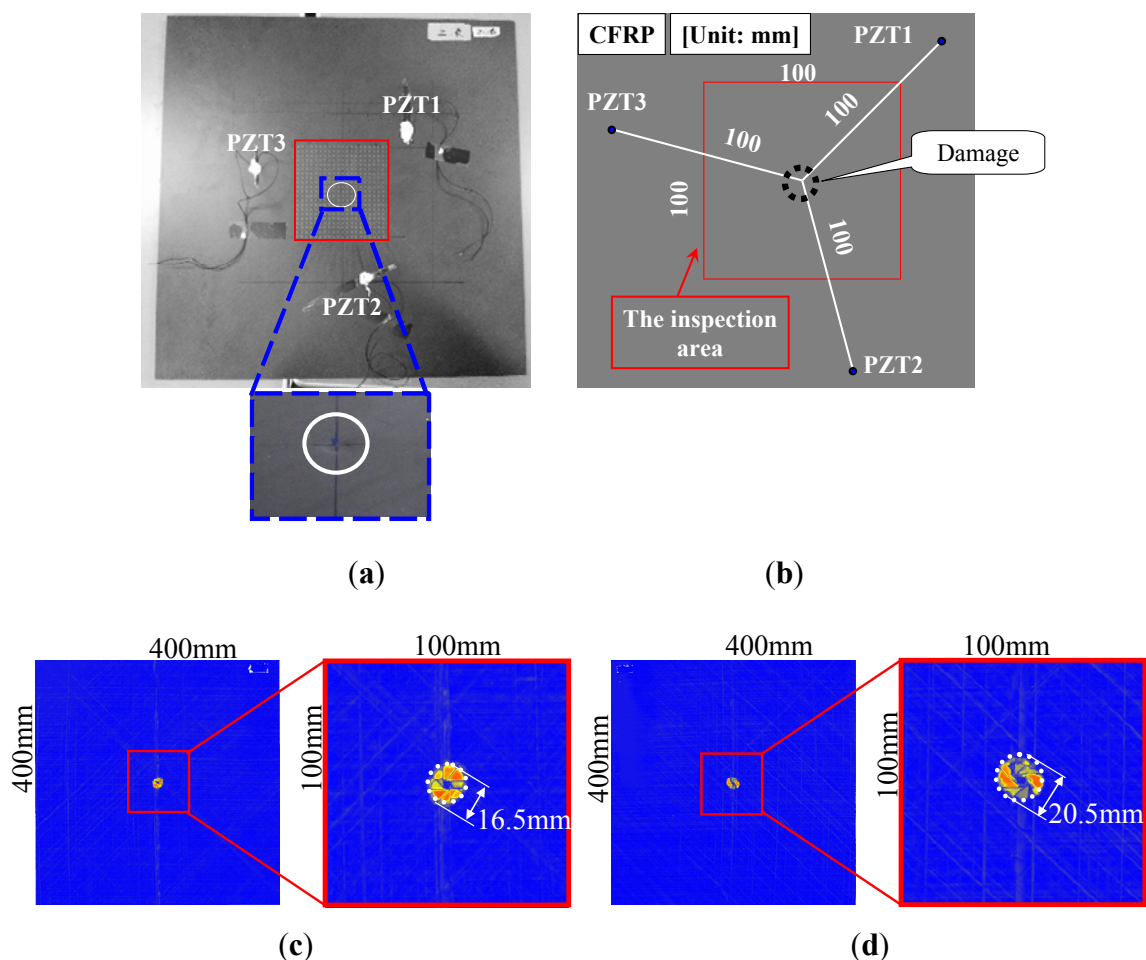 PZT1
PZT3
PZT2
(a)
CFRP
[Unit: mm]
PZT1
100
PZT3
100
100
Damage
100
100
The inspection
area
PZT2
(b)
400mm
400mm
100mm
100mm
16.5mm
(c)
400mm
400mm
100mm
100mm
20.5mm
(d)